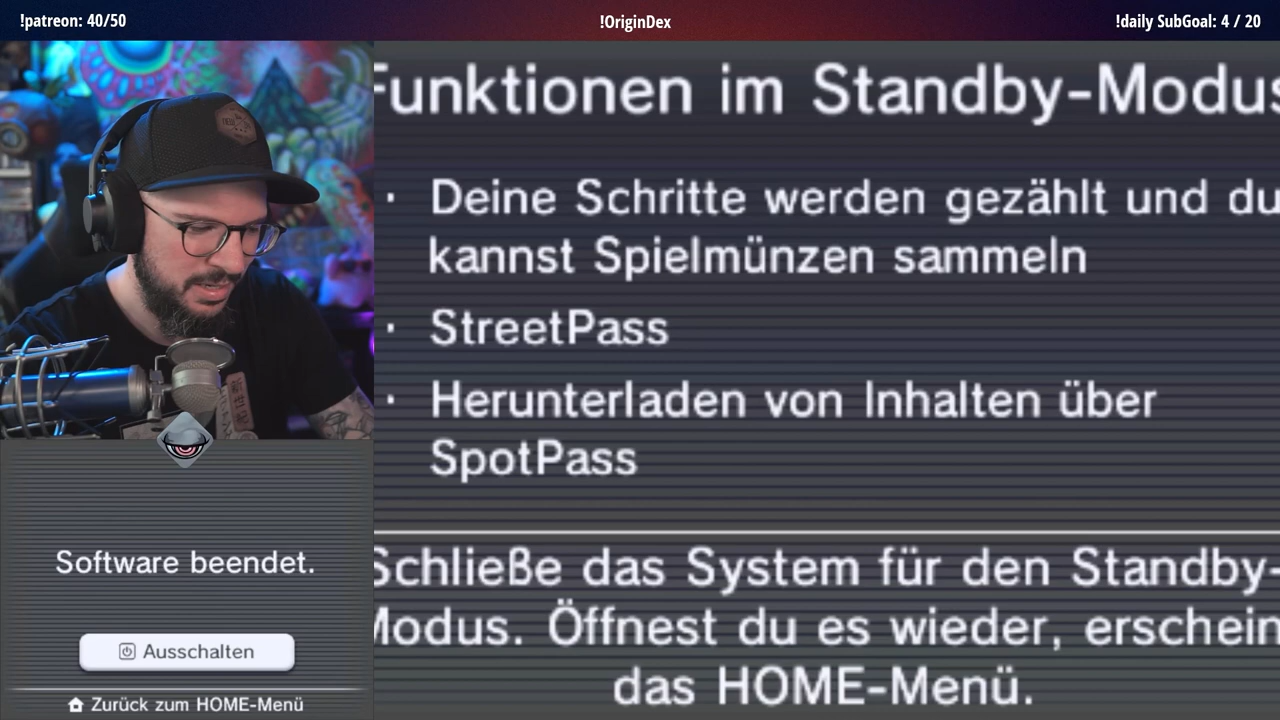 !patreon: 40/50
!OriginDex
!daily SubGoal: 4 / 20
Funktionen im Standby-Modus
· Deine Schritte werden gezählt und du
kannst Spielmünzen sammeln
· StreetPass
· Herunterladen von Inhalten über
SpotPass
Schließe das System für den Standby-
Modus. Öffnest du es wieder, erschein
das HOME-Menü.
Software beendet.
Ausschalten
Zurück zum HOME-Menü